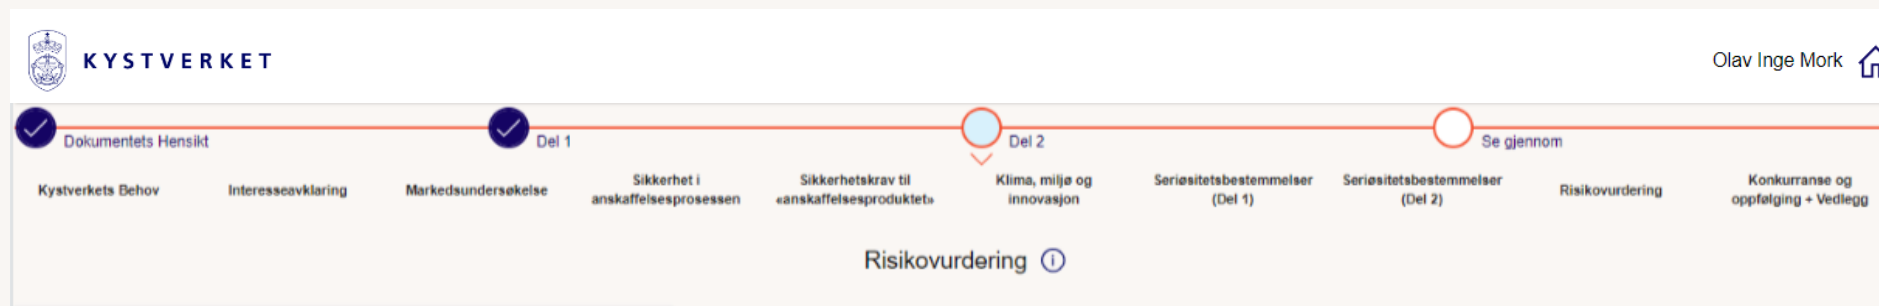 KYSTVERKET
Olav Inge Mork
Dokumentets Hensikt
Del 1
Del 2
Se gjennom
Kystverkets Behov
Interesseavklaring
Markedsundersøkelse
Sikkerhet i
anskaffelsesprosessen
Sikkerhetskrav til
«anskaffelsesproduktet»
Klima, miljø og
innovasjon
Seriøsitetsbestemmelser
(Del 1)
Seriøsitetsbestemmelser
(Del 2)
Risikovurdering
Konkurranse og
oppfølging + Vedlegg
Risikovurdering